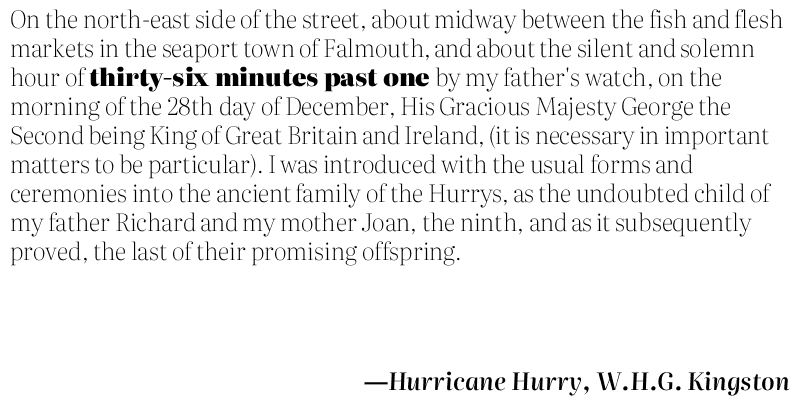 On the north-east side of the street, about midway between the fish and flesh
markets in the seaport town of Falmouth, and about the silent and solemn
hour of thirty-six minutes past one by my father's watch, on the
morning of the 28th day of December, His Gracious Majesty George the
Second being King of Great Britain and Ireland, (it is necessary in important
matters to be particular). I was introduced with the usual forms and
ceremonies into the ancient family of the Hurrys, as the undoubted child of
my father Richard and my mother Joan, the ninth, and as it subsequently
proved, the last of their promising offspring.
—Hurricane Hurry, W.H.G. Kingston